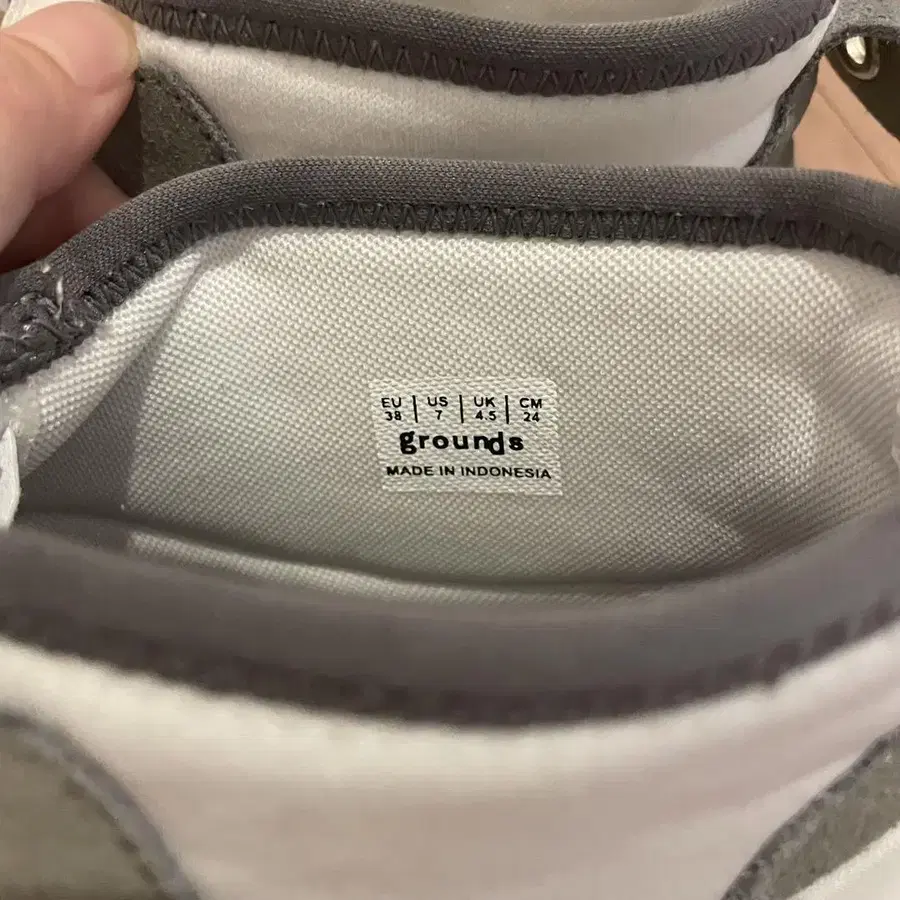 EU | US | UK | CM
38 | 7 | 4.5 | 24
grounds
MADE IN INDONESIA